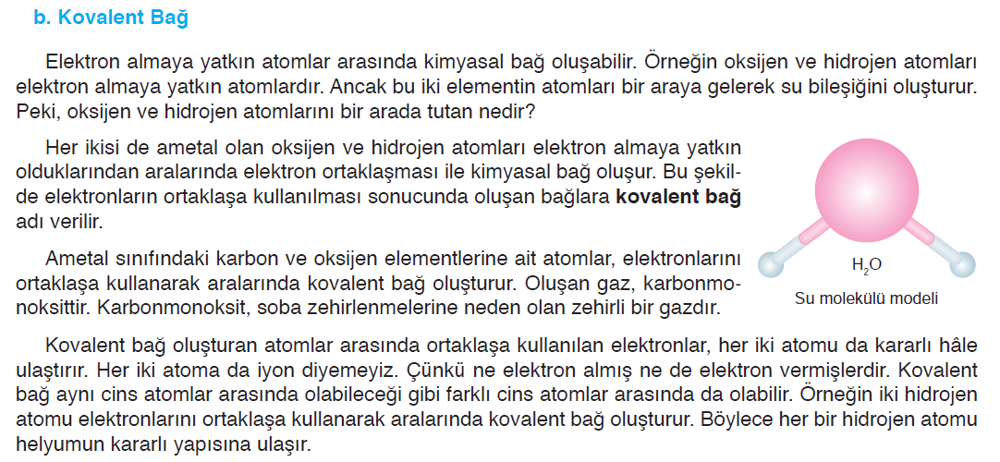 b. Kovalent Bağ
Elektron almaya yatkın atomlar arasında kimyasal bağ oluşabilir. Örneğin oksijen ve hidrojen atomları
elektron almaya yatkın atomlardır. Ancak bu iki elementin atomları bir araya gelerek su bileşiğini oluşturur.
Peki, oksijen ve hidrojen atomlarını bir arada tutan nedir?
Her ikisi de ametal olan oksijen ve hidrojen atomları elektron almaya yatkın
olduklarından aralarında elektron ortaklaşması ile kimyasal bağ oluşur. Bu şekil-
de elektronların ortaklaşa kullanılması sonucunda oluşan bağlara kovalent bağ
adı verilir.
Ametal sınıfındaki karbon ve oksijen elementlerine ait atomlar, elektronlarını
ortaklaşa kullanarak aralarında kovalent bağ oluşturur. Oluşan gaz, karbonmo-
noksittir. Karbonmonoksit, soba zehirlenmelerine neden olan zehirli bir gazdır.
H₂O
Su molekülü modeli
Kovalent bağ oluşturan atomlar arasında ortaklaşa kullanılan elektronlar, her iki atomu da kararlı hâle
ulaştırır. Her iki atoma da iyon diyemeyiz. Çünkü ne elektron almış ne de elektron vermişlerdir. Kovalent
bağ aynı cins atomlar arasında olabileceği gibi farklı cins atomlar arasında da olabilir. Örneğin iki hidrojen
atomu elektronlarını ortaklaşa kullanarak aralarında kovalent bağ oluşturur. Böylece her bir hidrojen atomu
helyumun kararlı yapısına ulaşır.